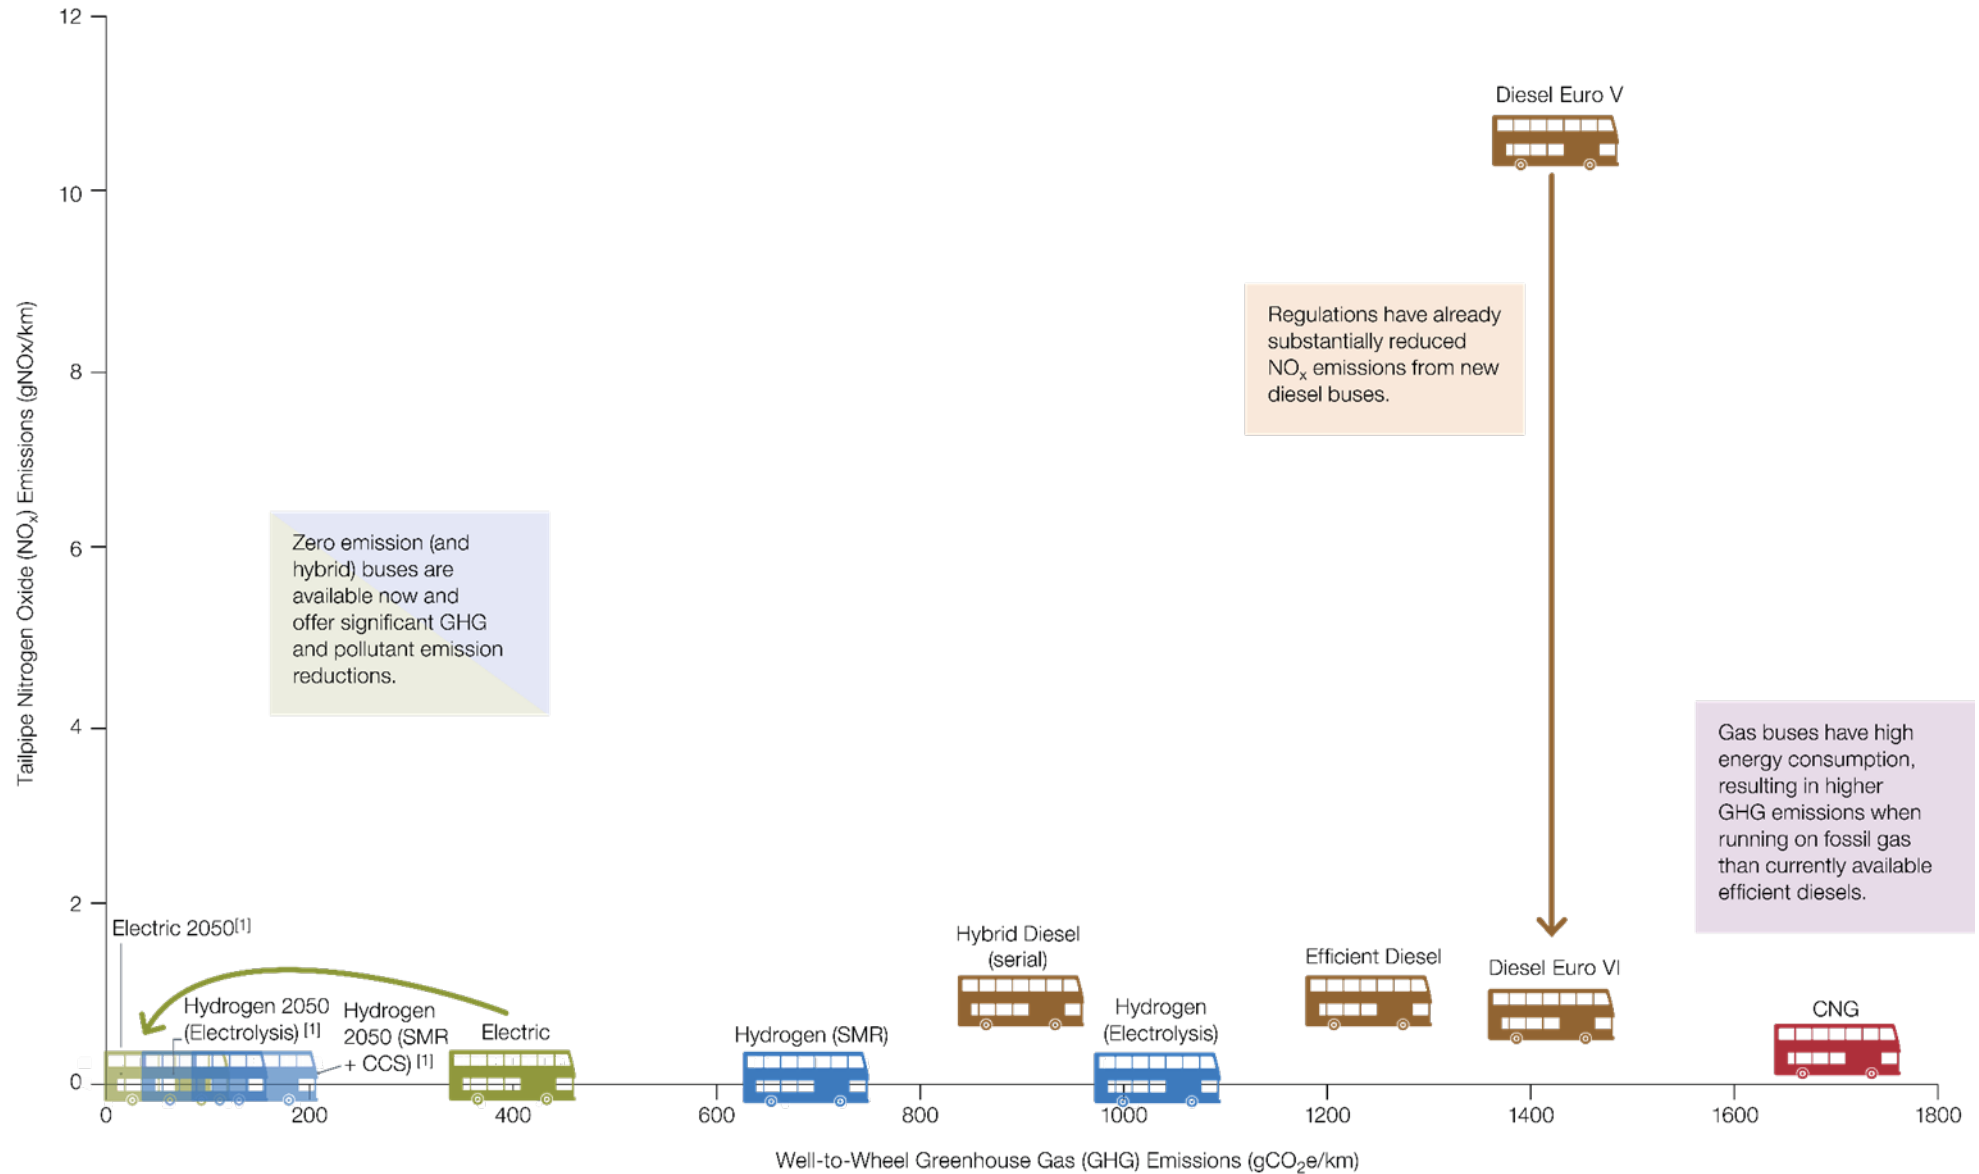 12
10
8
6
4
2
0
Tailpipe Nitrogen Oxide (NOx) Emissions (gNOx/km)
Diesel Euro V
Regulations have already
substantially reduced
NOx emissions from new
diesel buses.
Zero emission (and
hybrid) buses are
available now and
offer significant GHG
and pollutant emission
reductions.
Gas buses have high
energy consumption,
resulting in higher
GHG emissions when
running on fossil gas
than currently available
efficient diesels.
Electric 2050[1]
Hydrogen 2050
(Electrolysis) [1]
Hydrogen
2050 (SMR
+ CCS) [1]
Electric
Hydrogen (SMR)
Hybrid Diesel
(serial)
Hydrogen
(Electrolysis)
Efficient Diesel
Diesel Euro VI
CNG
0
200
400
600
800
1000
1200
1400
1600
1800
Well-to-Wheel Greenhouse Gas (GHG) Emissions (gCO2e/km)